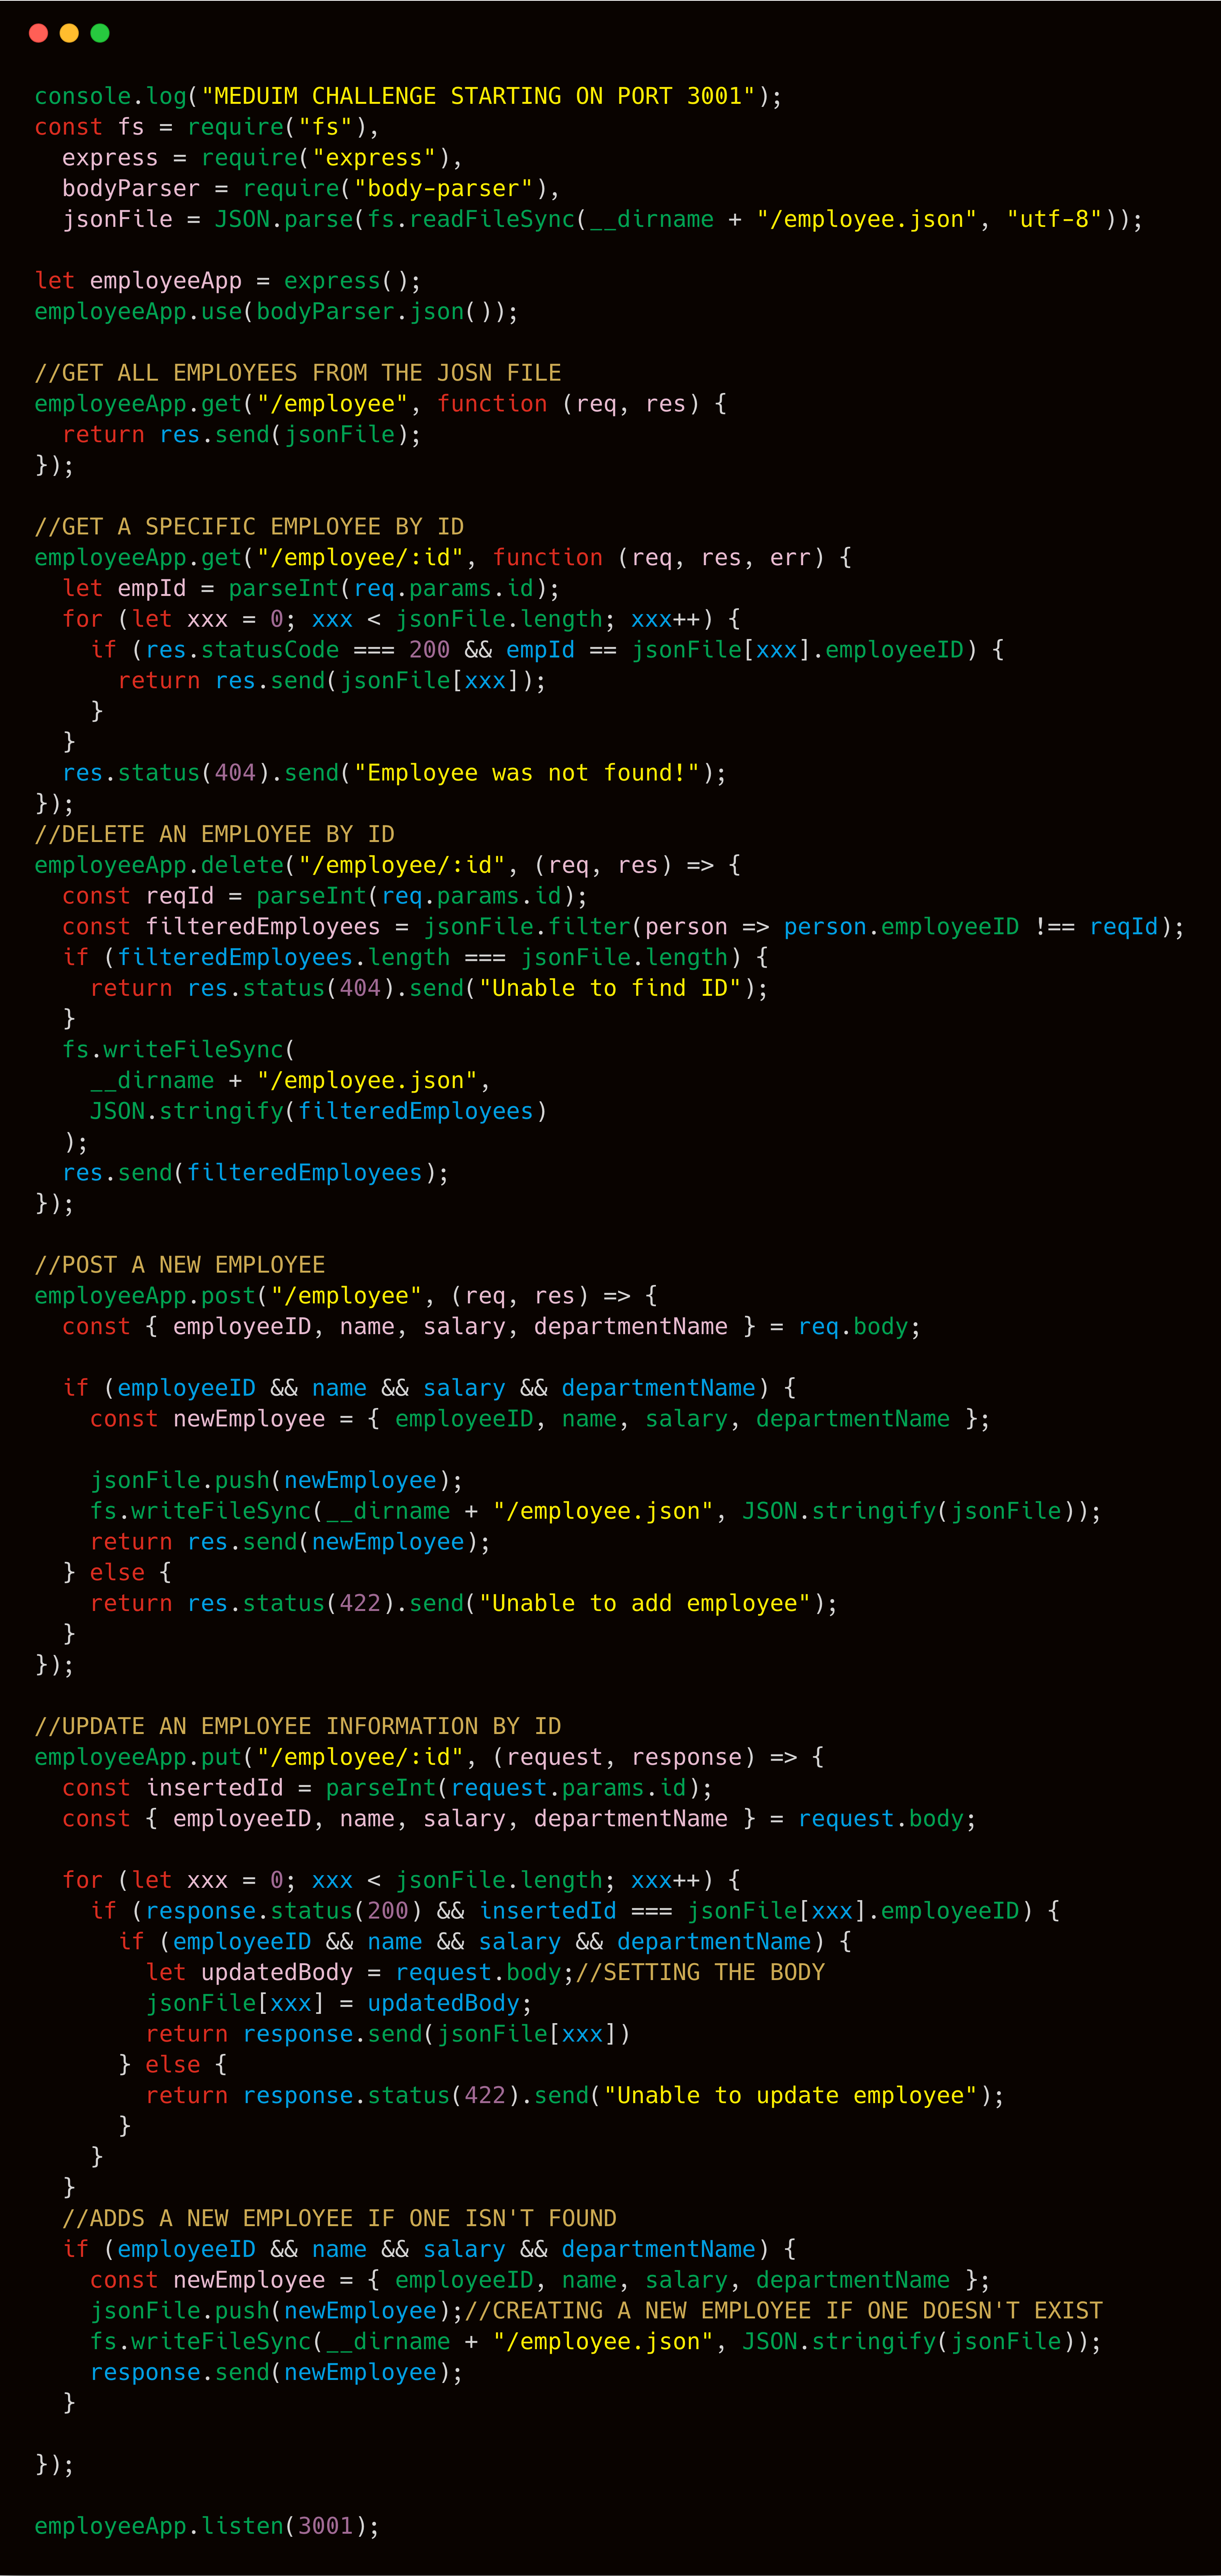 console.log("MEDUIM CHALLENGE STARTING ON PORT 3001");
const fs = require("fs"),
  express = require("express"),
  bodyParser = require("body-parser"),
  jsonFile = JSON.parse(fs.readFileSync(__dirname + "/employee.json", "utf-8"));

let employeeApp = express();
employeeApp.use(bodyParser.json());

//GET ALL EMPLOYEES FROM THE JOSN FILE
employeeApp.get("/employee", function (req, res) {
  return res.send(jsonFile);
});

//GET A SPECIFIC EMPLOYEE BY ID
employeeApp.get("/employee/:id", function (req, res, err) {
  let empId = parseInt(req.params.id);
  for (let xxx = 0; xxx < jsonFile.length; xxx++) {
    if (res.statusCode === 200 && empId == jsonFile[xxx].employeeID) {
      return res.send(jsonFile[xxx]);
    }
  }
  res.status(404).send("Employee was not found!");
});
//DELETE AN EMPLOYEE BY ID
employeeApp.delete("/employee/:id", (req, res) => {
  const reqId = parseInt(req.params.id);
  const filteredEmployees = jsonFile.filter(person => person.employeeID !== reqId);
  if (filteredEmployees.length === jsonFile.length) {
    return res.status(404).send("Unable to find ID");
  }
  fs.writeFileSync(
    __dirname + "/employee.json",
    JSON.stringify(filteredEmployees)
  );
  res.send(filteredEmployees);
});

//POST A NEW EMPLOYEE
employeeApp.post("/employee", (req, res) => {
  const { employeeID, name, salary, departmentName } = req.body;

  if (employeeID && name && salary && departmentName) {
    const newEmployee = { employeeID, name, salary, departmentName };

    jsonFile.push(newEmployee);
    fs.writeFileSync(__dirname + "/employee.json", JSON.stringify(jsonFile));
    return res.send(newEmployee);
  } else {
    return res.status(422).send("Unable to add employee");
  }
});

//UPDATE AN EMPLOYEE INFORMATION BY ID
employeeApp.put("/employee/:id", (request, response) => {
  const insertedId = parseInt(request.params.id);
  const { employeeID, name, salary, departmentName } = request.body;

  for (let xxx = 0; xxx < jsonFile.length; xxx++) {
    if (response.status(200) && insertedId === jsonFile[xxx].employeeID) {
      if (employeeID && name && salary && departmentName) {
        let updatedBody = request.body;//SETTING THE BODY
        jsonFile[xxx] = updatedBody;
        return response.send(jsonFile[xxx])
      } else {
        return response.status(422).send("Unable to update employee");
      }
    }
  }
  //ADDS A NEW EMPLOYEE IF ONE ISN'T FOUND
  if (employeeID && name && salary && departmentName) {
    const newEmployee = { employeeID, name, salary, departmentName };
    jsonFile.push(newEmployee);//CREATING A NEW EMPLOYEE IF ONE DOESN'T EXIST
    fs.writeFileSync(__dirname + "/employee.json", JSON.stringify(jsonFile));
    response.send(newEmployee);
  }

});

employeeApp.listen(3001);